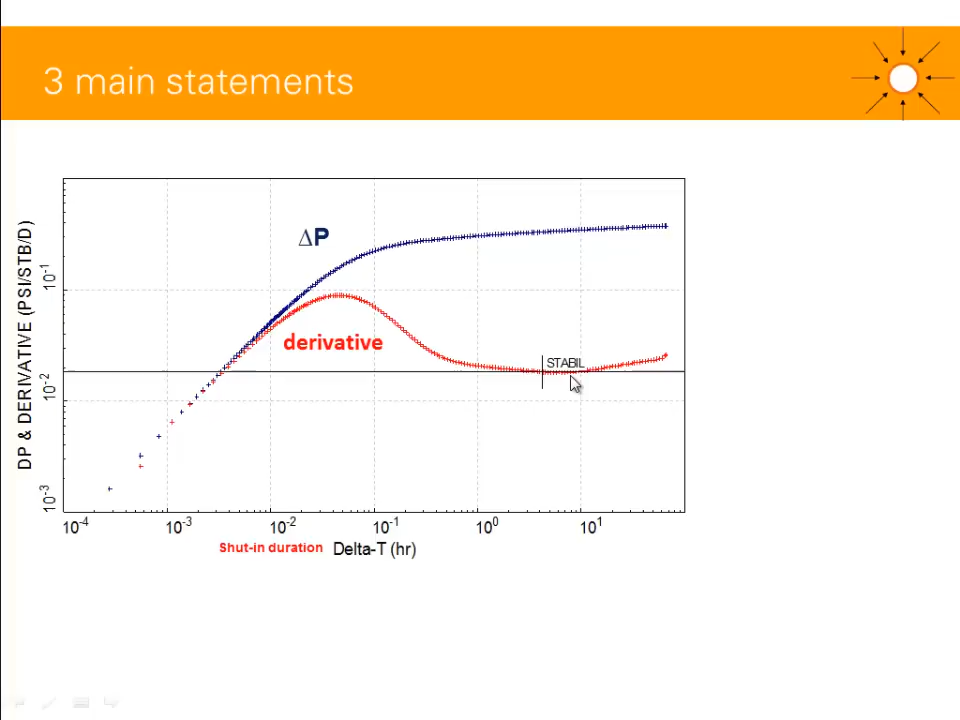 3 main statements
ΔP
derivative
STABIL
DP & DERIVATIVE (PSI/STB/D)
10-1
10-2
10-3
10-4
10-3
10-2
10-1
100
101
Shut-in duration Delta-T (hr)